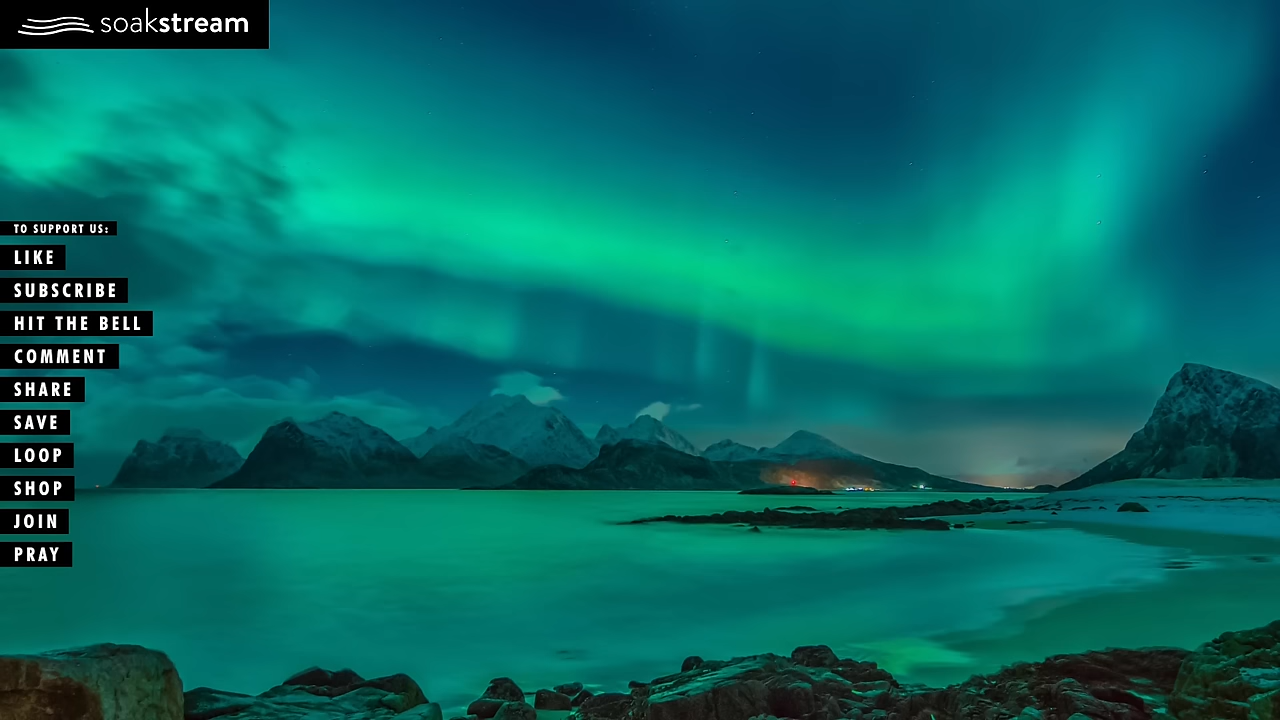 soakstream
TO SUPPORT US:
LIKE
SUBSCRIBE
HIT THE BELL
COMMENT
SHARE
SAVE
LOOP
SHOP
JOIN
PRAY